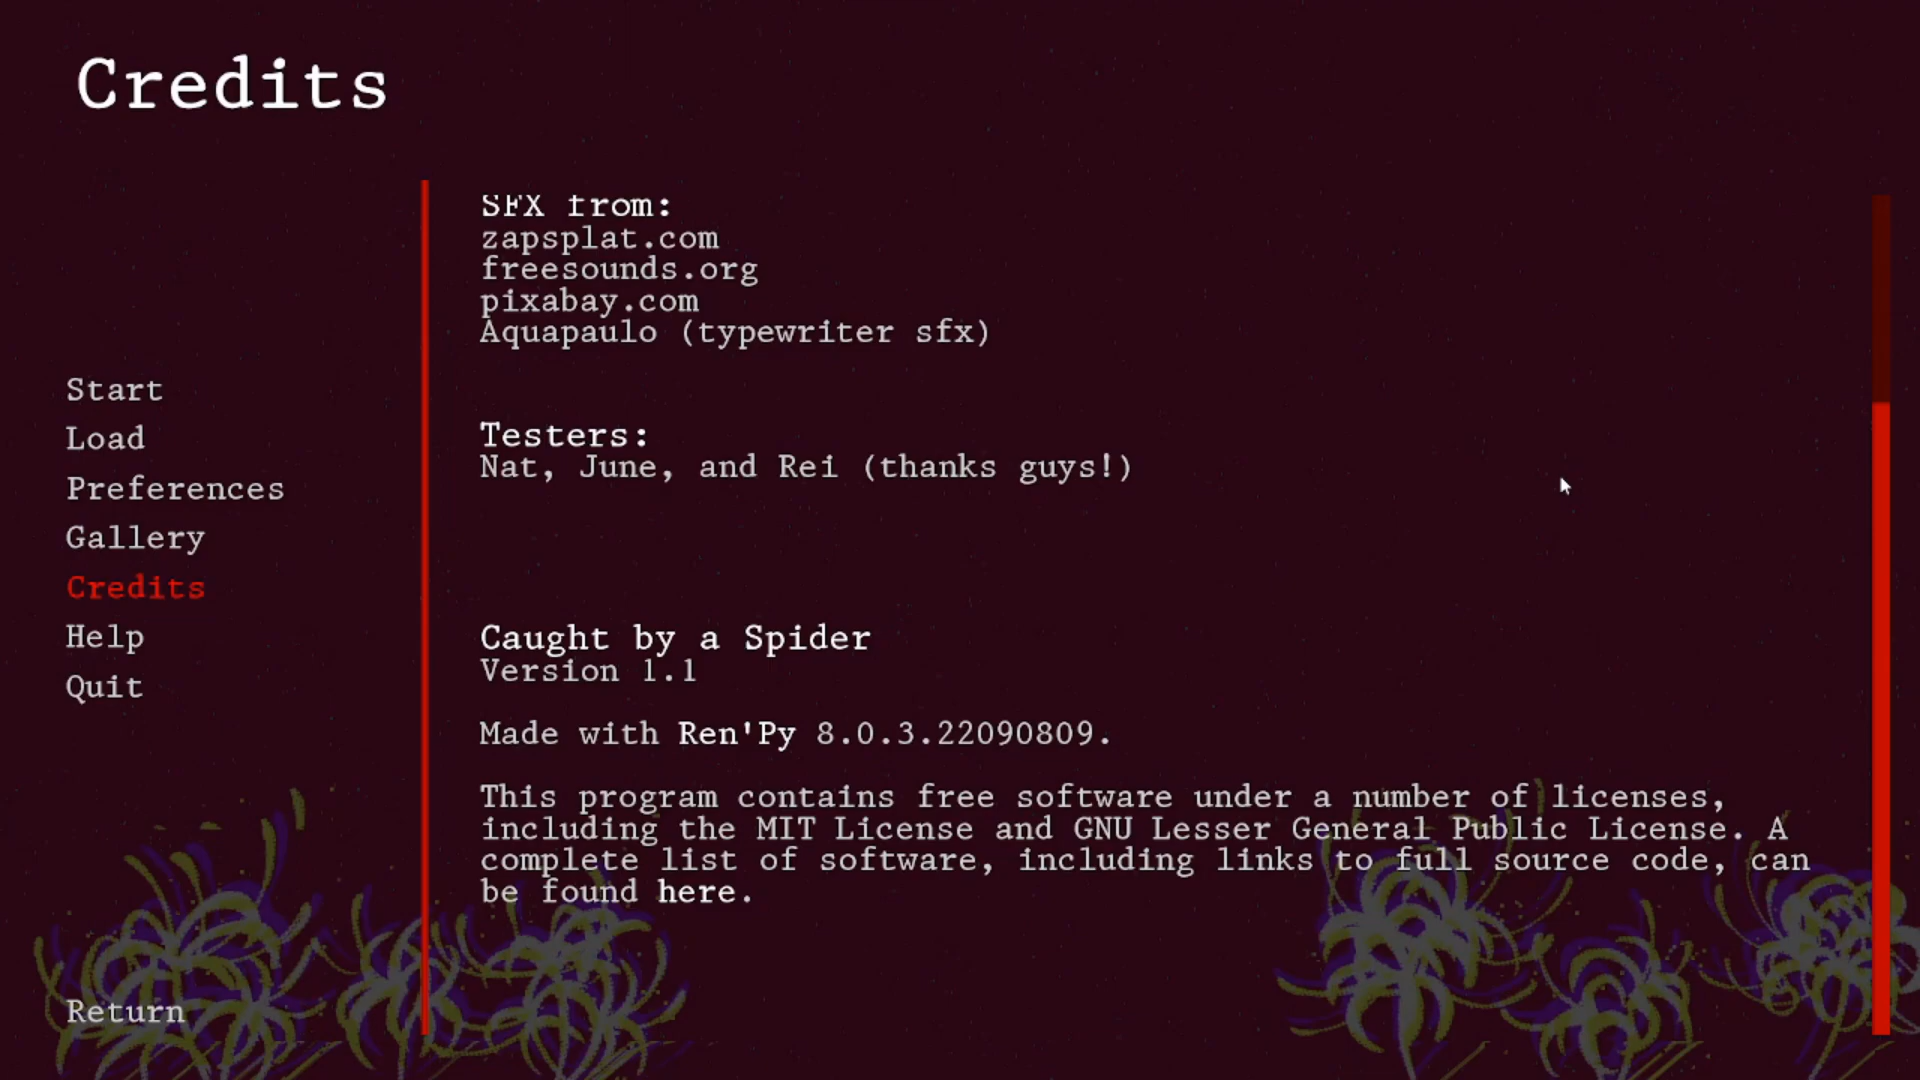 Credits
SFX from:
zapsplat.com
freesounds.org
pixabay.com
Aquapaulo (typewriter sfx)
Start
Load
Preferences
Gallery
Credits
Help
Quit
Testers:
Nat, June, and Rei (thanks guys!)
Caught by a Spider
Version 1.1
Made with Ren'Py 8.0.3.22090809.
This program contains free software under a number of licenses,
including the MIT License and GNU Lesser General Public License. A
complete list of software, including links to full source code, can
be found here.
Return